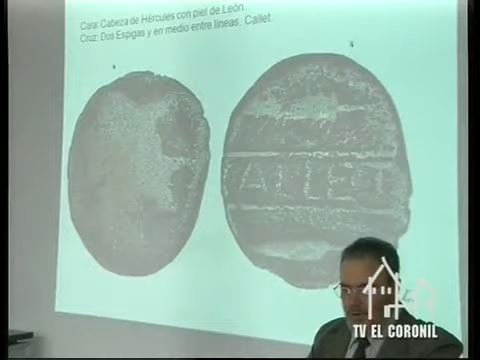 Cara: Cabeza de Hércules con piel de León.
Cruz: Dos Espigas y en medio entre lineas, Callet.
CALLET
TV EL CORONIL